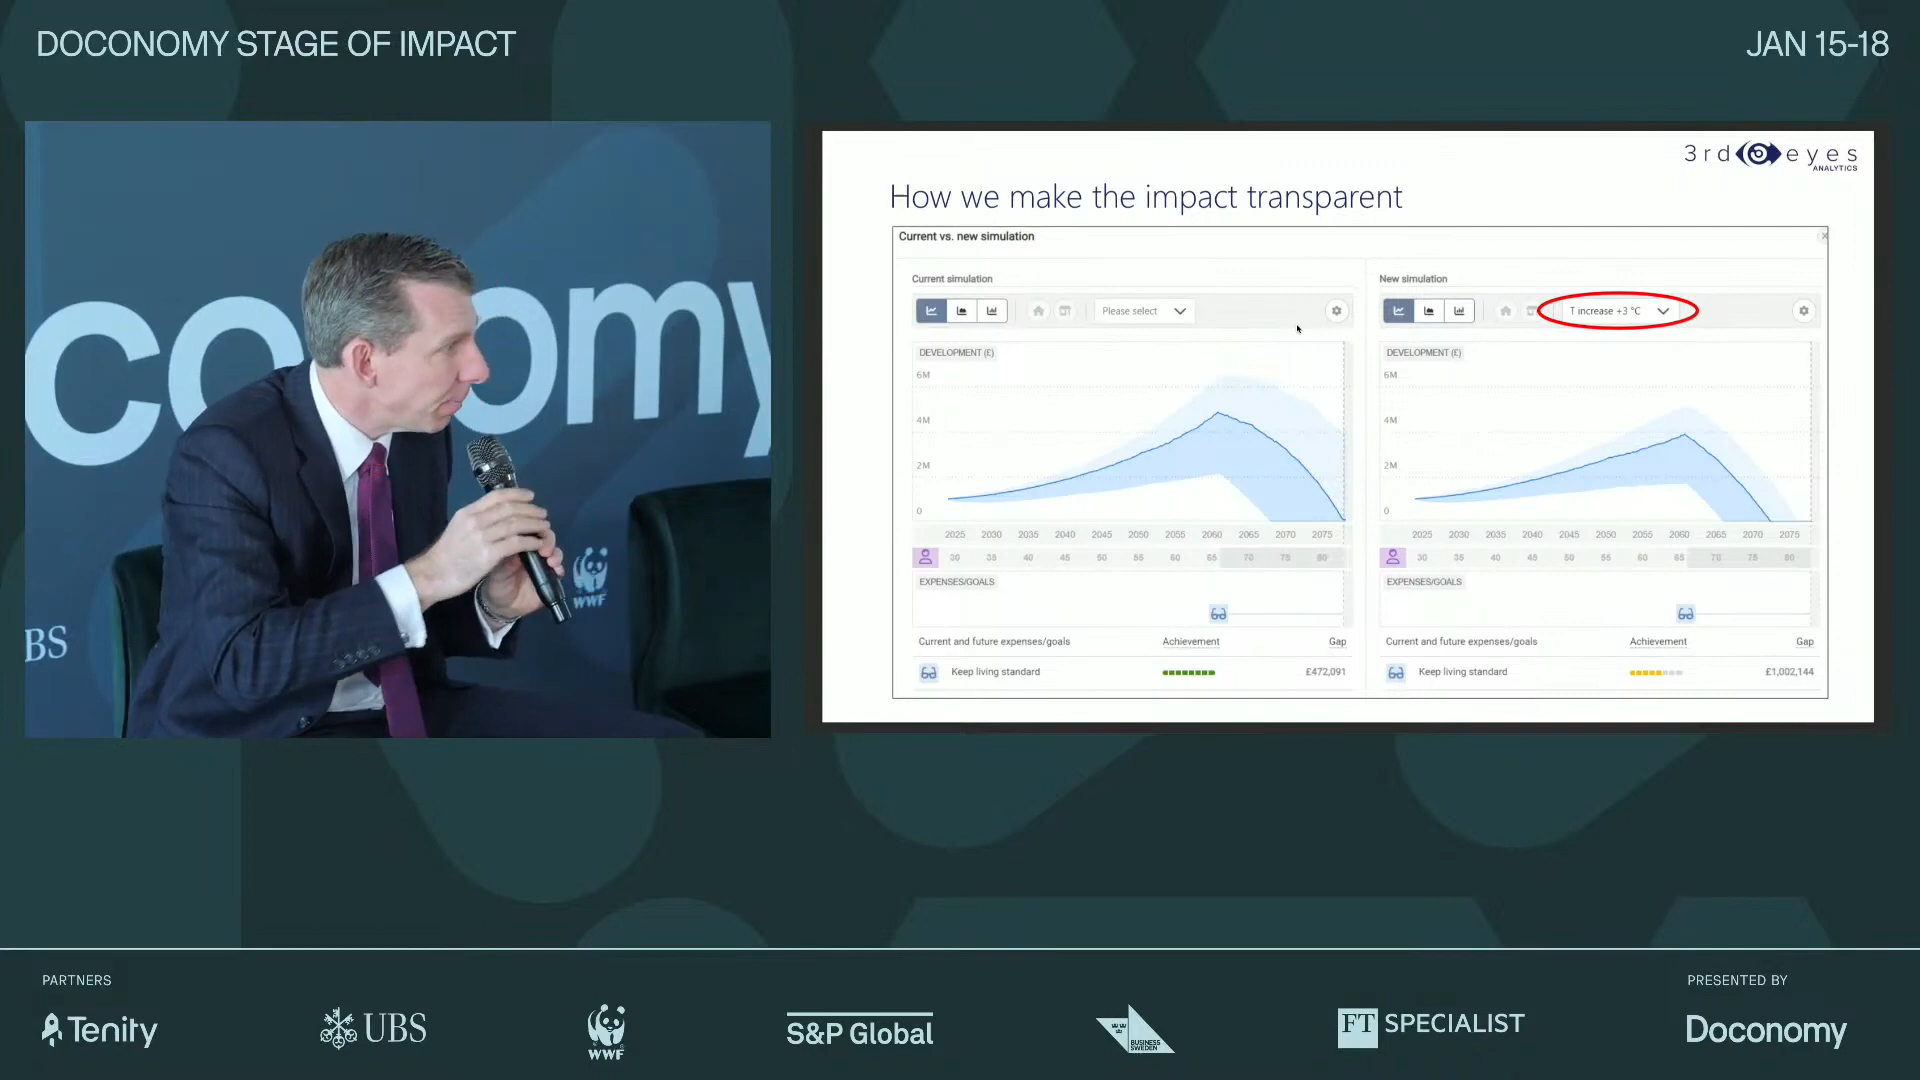 DOCONOMY STAGE OF IMPACT
JAN 15-18
conomy
WWF
BS
3rd eyes
ANALYTICS
How we make the impact transparent
Current vs. new simulation
Current simulation
Please select
DEVELOPMENT (£)
6M
4M
2M
0
2025 2030 2035 2040 2045 2050 2055 2060 2065 2070 2075
30 35 40 45 50 55 60 65 70 75 80
EXPENSES/GOALS
Current and future expenses/goals Achievement Gap
Keep living standard £472,091
New simulation
T increase +3 °C
DEVELOPMENT (£)
6M
4M
2M
0
2025 2030 2035 2040 2045 2050 2055 2060 2065 2070 2075
30 35 40 45 50 55 60 65 70 75 80
EXPENSES/GOALS
Current and future expenses/goals Achievement Gap
Keep living standard £1,002,144
PARTNERS
Tenity
UBS
WWF
S&P Global
BUSINESS
SWEDEN
FT SPECIALIST
PRESENTED BY
Doconomy